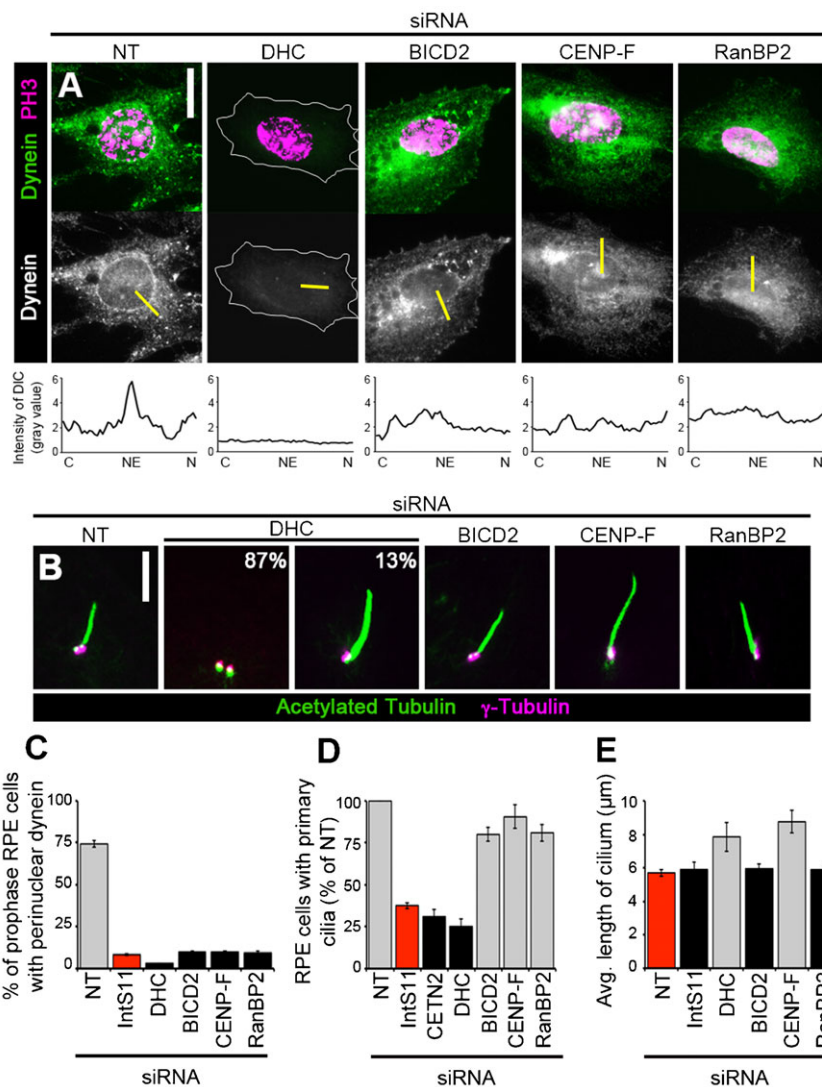 siRNA
NT DHC BICD2 CENP-F RanBP2
A
Dynein PH3
Dynein
Intensity of DIC
(gray value)
6 6 6 6 6
4 4 4 4 4
2 2 2 2 2
0 0 0 0 0
C NE N C NE N C NE N C NE N C NE N
siRNA
NT DHC BICD2 CENP-F RanBP2
B 87% 13%
Acetylated Tubulin γ-Tubulin
C
% of prophase RPE cells
with perinuclear dynein
100
75
50
25
0
NT
IntS11
DHC
BICD2
CENP-F
RanBP2
siRNA
D
RPE cells with primary
cilia (% of NT)
100
75
50
25
0
NT
IntS11
CETN2
DHC
BICD2
CENP-F
RanBP2
siRNA
E
Avg. length of cilium (µm)
10
8
6
4
2
0
NT
IntS11
DHC
BICD2
CENP-F
RanBP2
siRNA